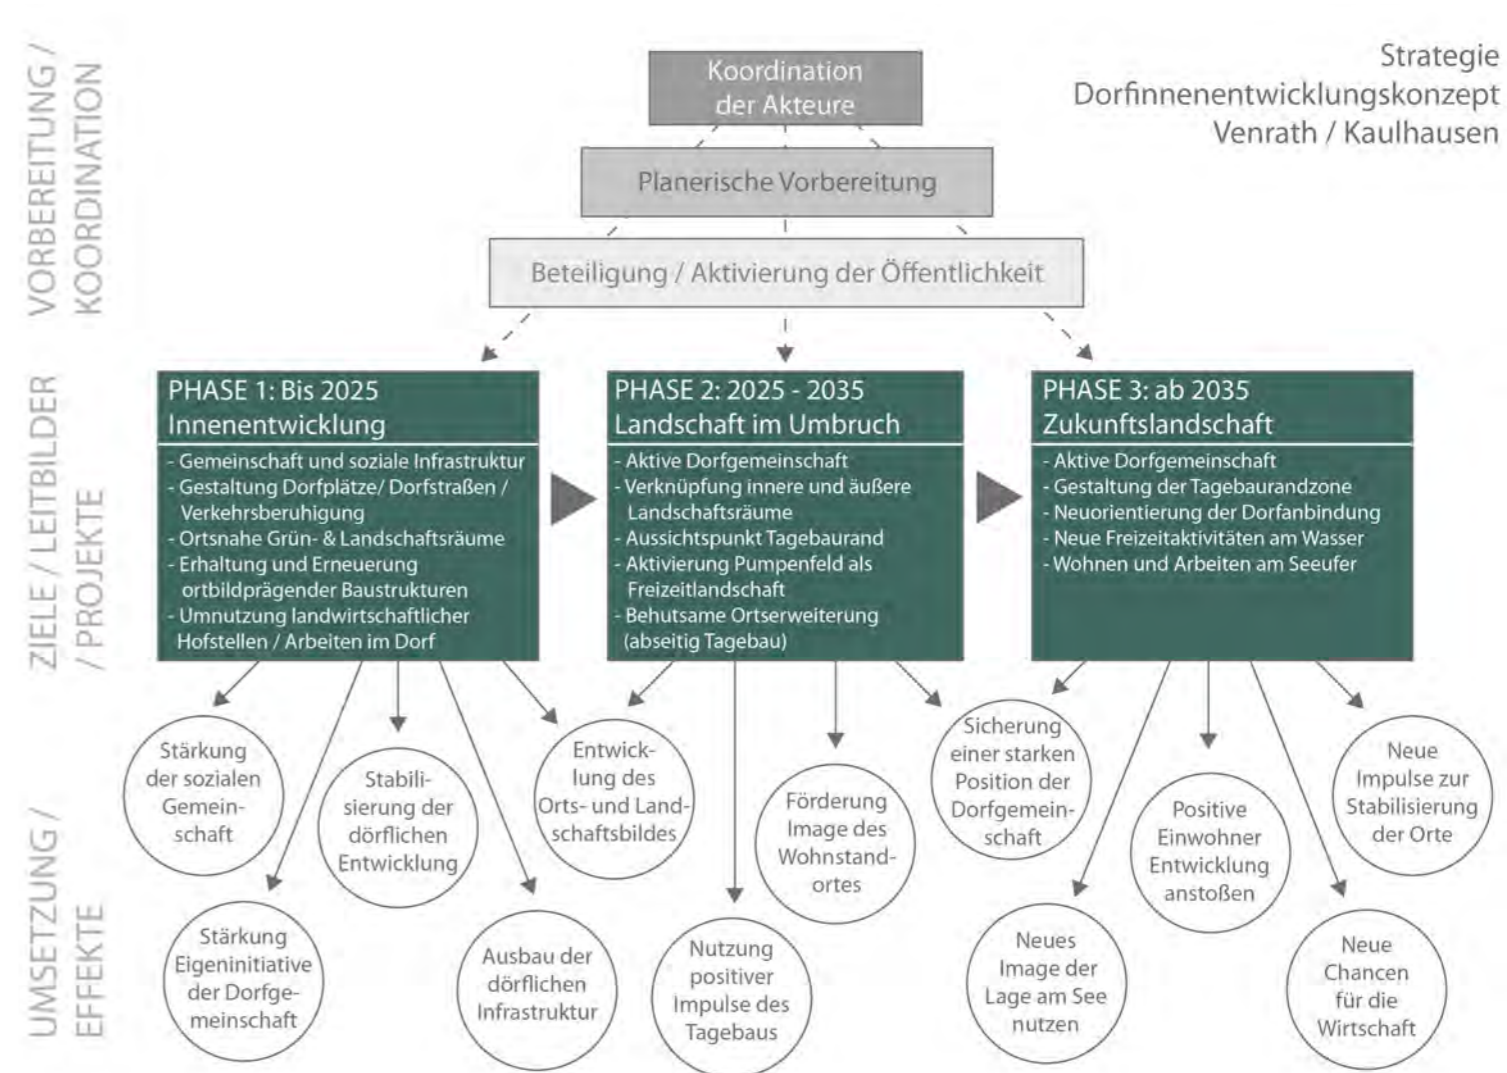 Strategie
Dorfinnenentwicklungskonzept
Venrath / Kaulhausen
VORBEREITUNG /
KOORDINATION
Koordination
der Akteure
Planerische Vorbereitung
Beteiligung / Aktivierung der Öffentlichkeit
ZIELE / LEITBILDER
/ PROJEKTE
PHASE 1: Bis 2025
Innenentwicklung
- Gemeinschaft und soziale Infrastruktur
- Gestaltung Dorfplätze/ Dorfstraßen /
Verkehrsberuhigung
- Ortsnahe Grün- & Landschaftsräume
- Erhaltung und Erneuerung
ortbildprägender Baustrukturen
- Umnutzung landwirtschaftlicher
Hofstellen / Arbeiten im Dorf
PHASE 2: 2025 - 2035
Landschaft im Umbruch
- Aktive Dorfgemeinschaft
- Verknüpfung innere und äußere
Landschaftsräume
- Aussichtspunkt Tagebaurand
- Aktivierung Pumpenfeld als
Freizeitlandschaft
- Behutsame Ortserweiterung
(abseitig Tagebau)
PHASE 3: ab 2035
Zukunftslandschaft
- Aktive Dorfgemeinschaft
- Gestaltung der Tagebaurandzone
- Neuorientierung der Dorfanbindung
- Neue Freizeitaktivitäten am Wasser
- Wohnen und Arbeiten am Seeufer
UMSETZUNG /
EFFEKTE
Stärkung
der sozialen
Gemein-
schaft
Stärkung
Eigeninitiative
der Dorfge-
meinschaft
Stabili-
sierung der
dörflichen
Entwicklung
Ausbau der
dörflichen
Infrastruktur
Entwick-
lung des
Orts- und Land-
schaftsbildes
Nutzung
positiver
Impulse des
Tagebaus
Förderung
Image des
Wohnstand-
ortes
Sicherung
einer starken
Position der
Dorfgemein-
schaft
Neues
Image der
Lage am See
nutzen
Positive
Einwohner
Entwicklung
anstoßen
Neue
Chancen
für die
Wirtschaft
Neue
Impulse zur
Stabilisierung
der Orte